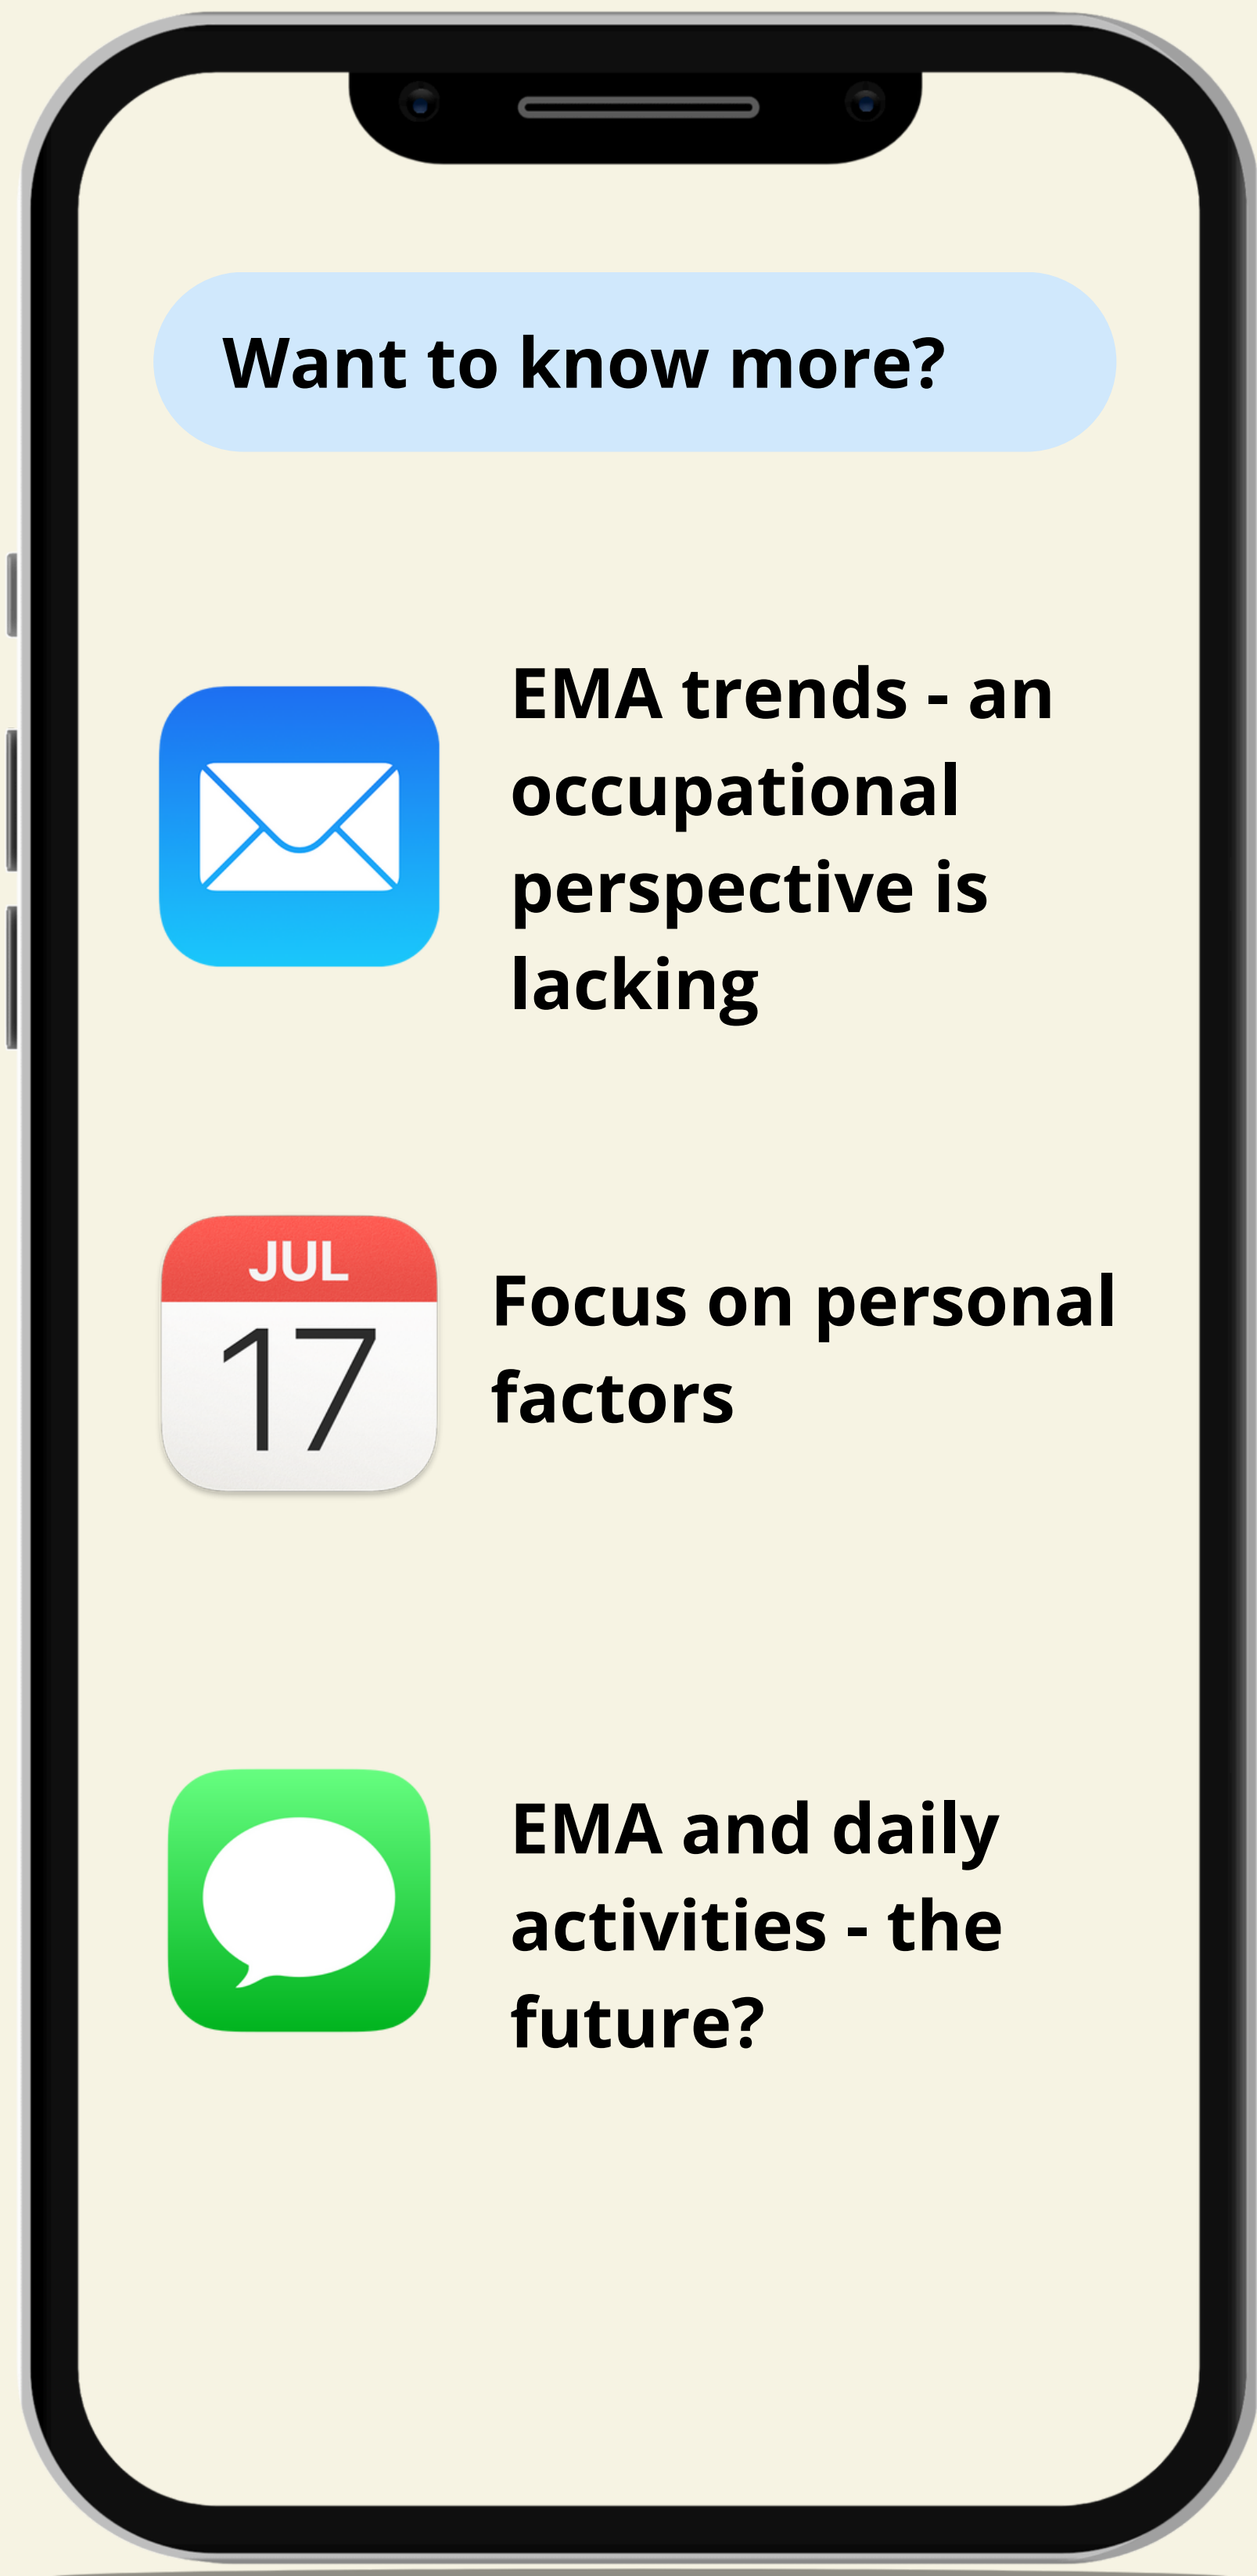 Want to know more?
EMA trends - an
occupational
perspective is
lacking
JUL
17
Focus on personal
factors
EMA and daily
activities - the
future?